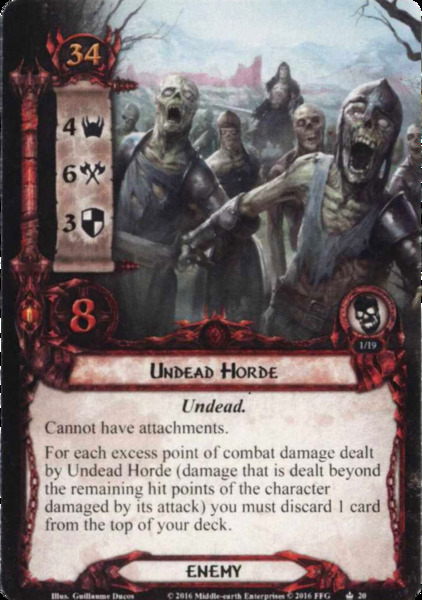 34
4
6
3
8
1/19
Undead Horde
Undead.
Cannot have attachments.
For each excess point of combat damage dealt
by Undead Horde (damage that is dealt beyond
the remaining hit points of the character
damaged by its attack) you must discard 1 card
from the top of your deck.
ENEMY
Illus. Guillaume Ducos © 2016 Middle-earth Enterprises © 2016 FFG 20